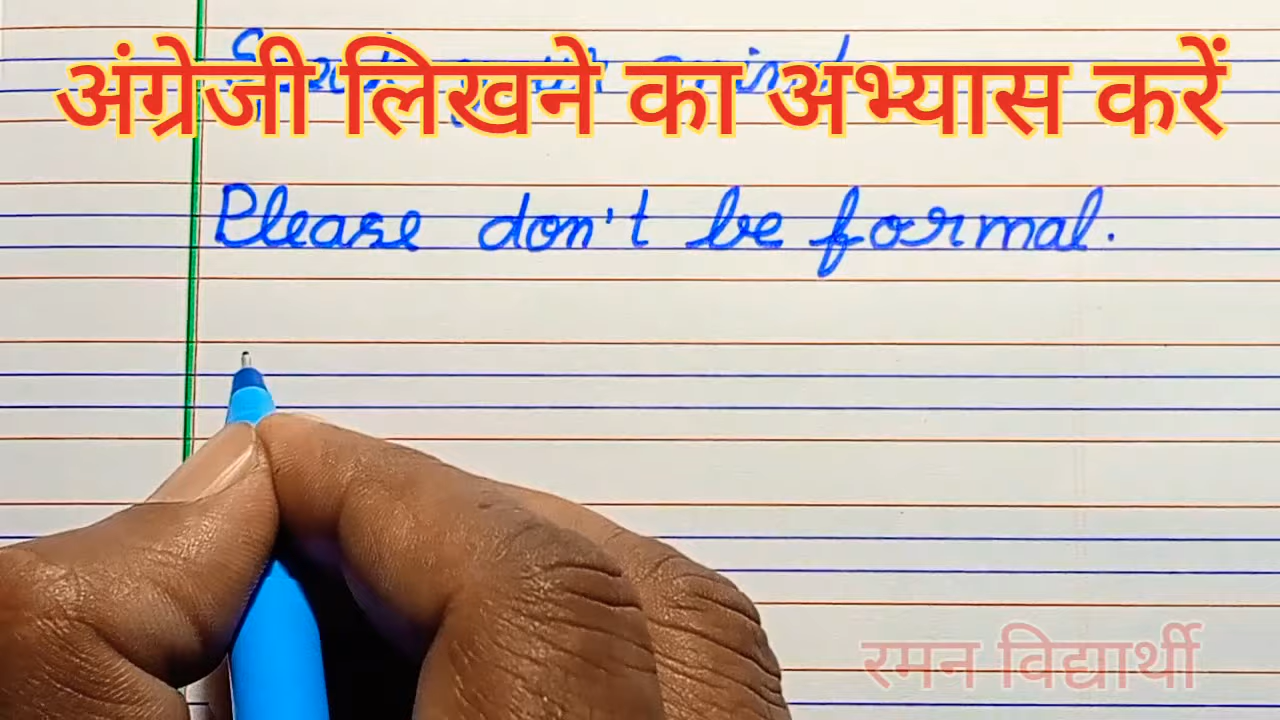 अंग्रेजी लिखने का अभ्यास करें
Please don't be formal.
रमन विद्यार्थी